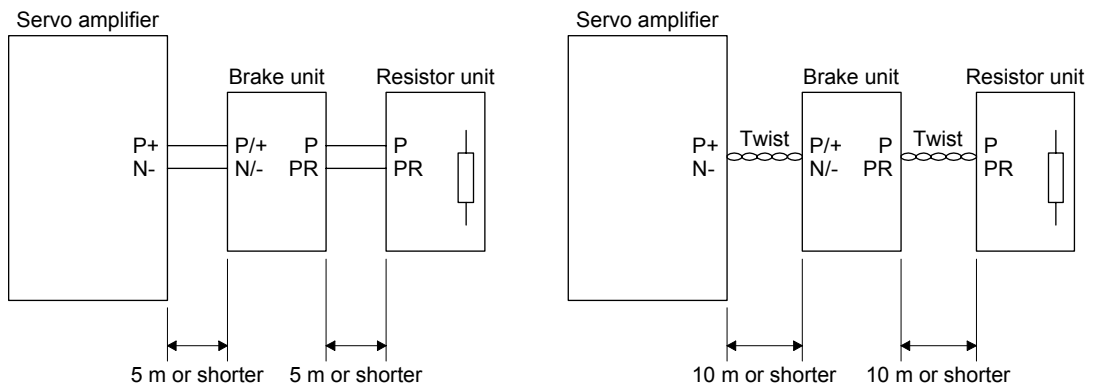 Servo amplifier
Brake unit
Resistor unit
P+
N-
P/+
N/-
P
PR
P
PR
5 m or shorter
5 m or shorter
Servo amplifier
Brake unit
Resistor unit
P+
N-
Twist
P/+
N/-
P
PR
Twist
P
PR
10 m or shorter
10 m or shorter